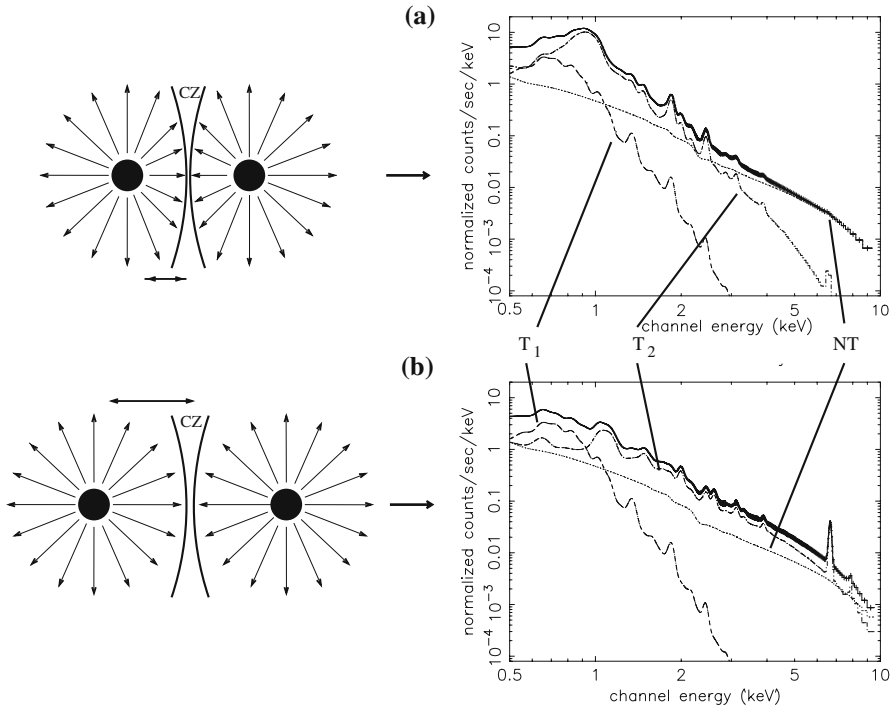 (a)
CZ
normalized counts/sec/keV
10
1
0.1
0.01
10⁻³
10⁻⁴
0.5 1 2 5 10
channel energy (keV)
T₁ T₂ NT
(b)
CZ
normalized counts/sec/keV
10
1
0.1
0.01
10⁻³
10⁻⁴
0.5 1 2 5 10
channel energy (keV)